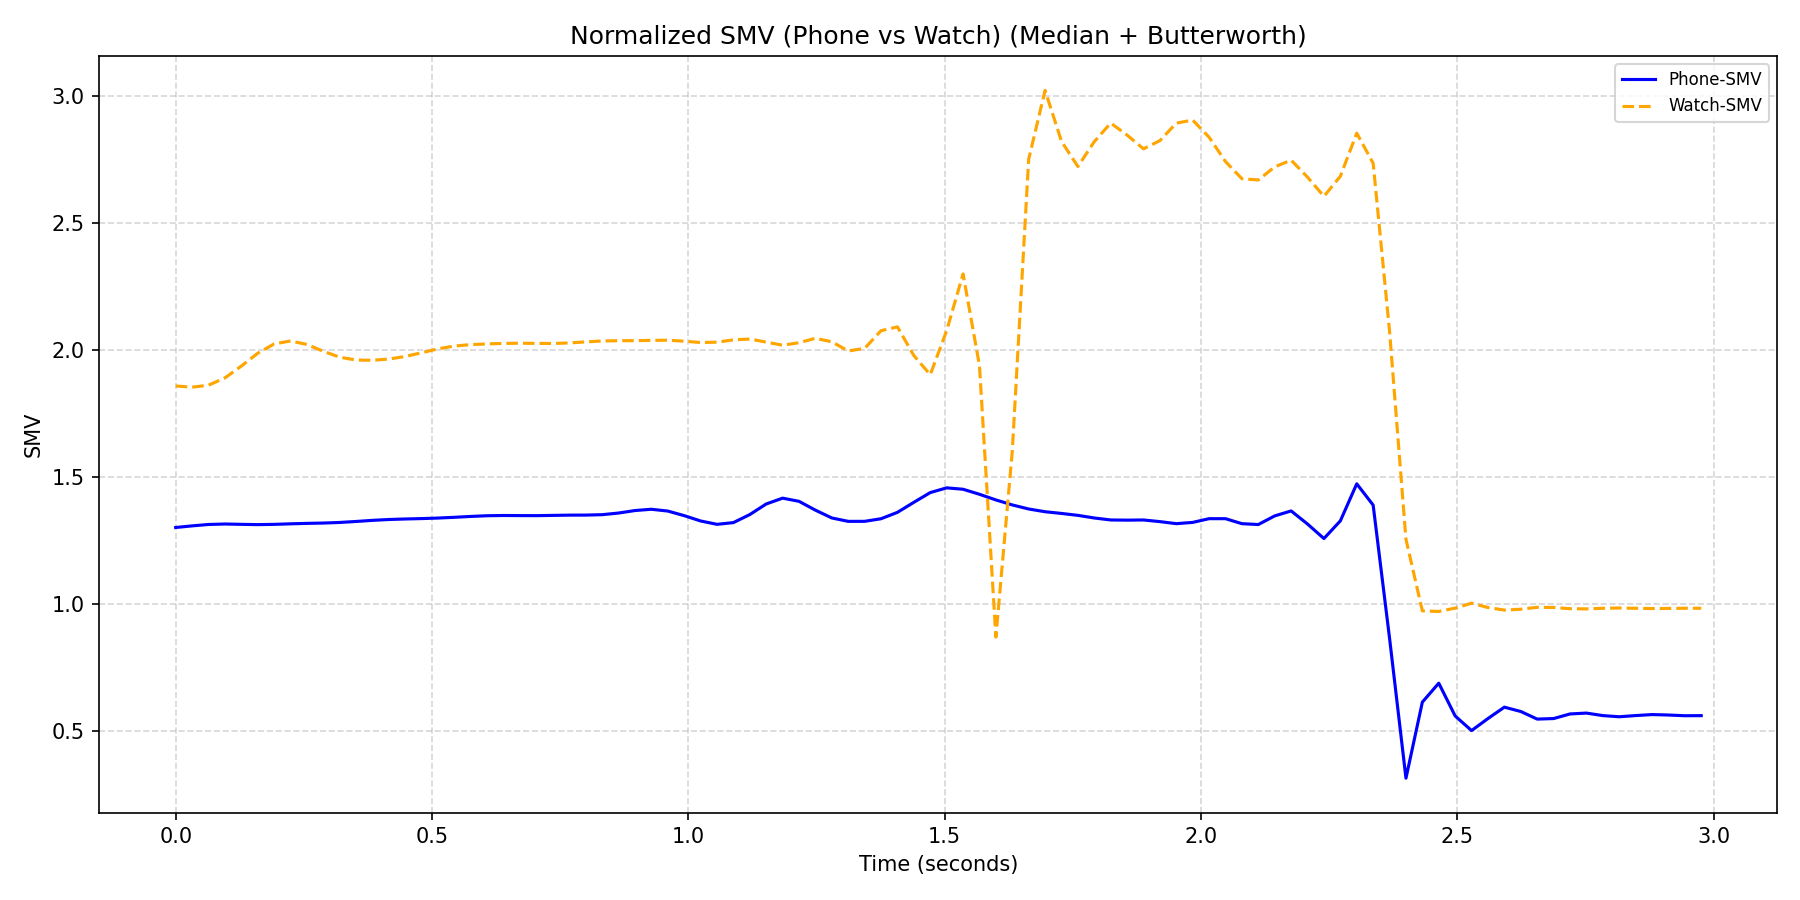 Normalized SMV (Phone vs Watch) (Median + Butterworth)
Phone-SMV
Watch-SMV
3.0
2.5
2.0
1.5
1.0
0.5
SMV
0.0 0.5 1.0 1.5 2.0 2.5 3.0
Time (seconds)